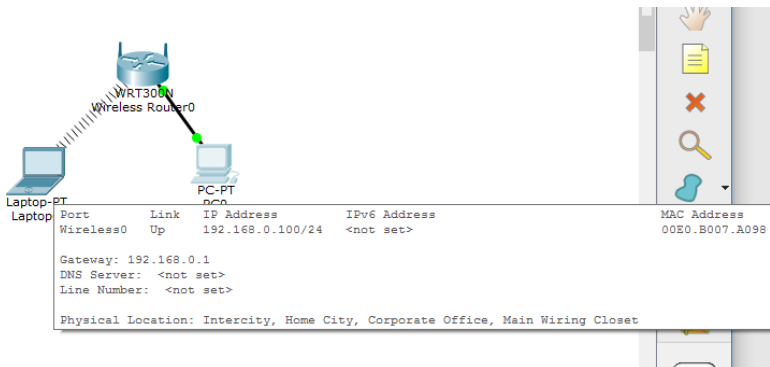 WRT300N
Wireless Router0
PC-PT
PC0
Laptop-PT
Laptop
Port Link IP Address IPv6 Address MAC Address
Wireless0 Up 192.168.0.100/24 <not set> 00E0.B007.A098
Gateway: 192.168.0.1
DNS Server: <not set>
Line Number: <not set>
Physical Location: Intercity, Home City, Corporate Office, Main Wiring Closet